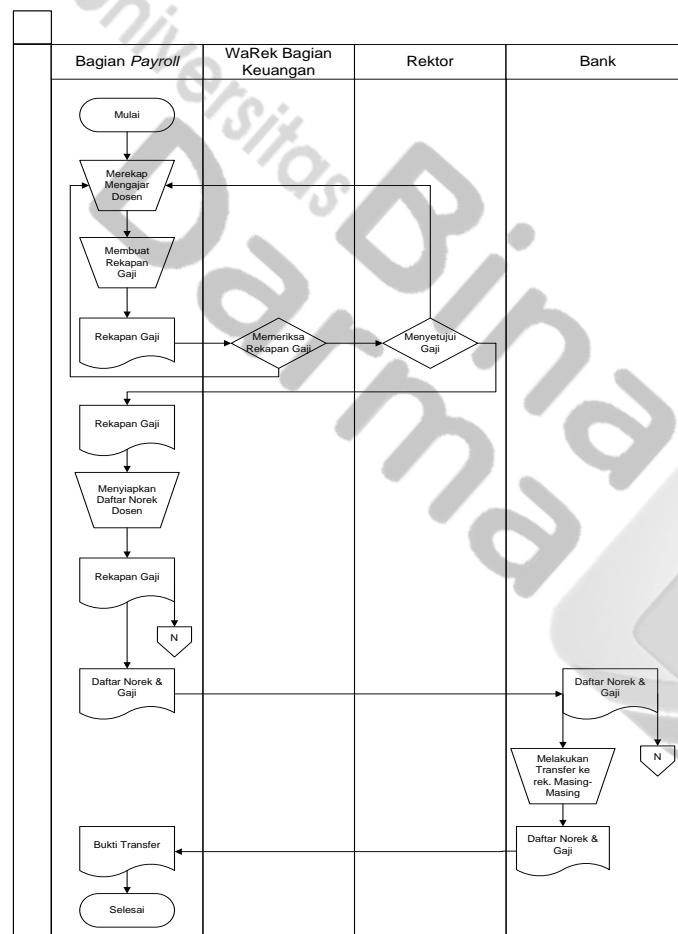 Universitas
Bina
Darma
Bagian Payroll
WaRek Bagian
Keuangan
Rektor
Bank
Mulai
Merekap
Mengajar
Dosen
Membuat
Rekapan
Gaji
Rekapan Gaji
Memeriksa
Rekapan Gaji
Menyetujui
Gaji
Rekapan Gaji
Menyiapkan
Daftar Norek
Dosen
Rekapan Gaji
N
Daftar Norek &
Gaji
Daftar Norek &
Gaji
N
Melakukan
Transfer ke
rek. Masing-
Masing
Bukti Transfer
Daftar Norek &
Gaji
Selesai